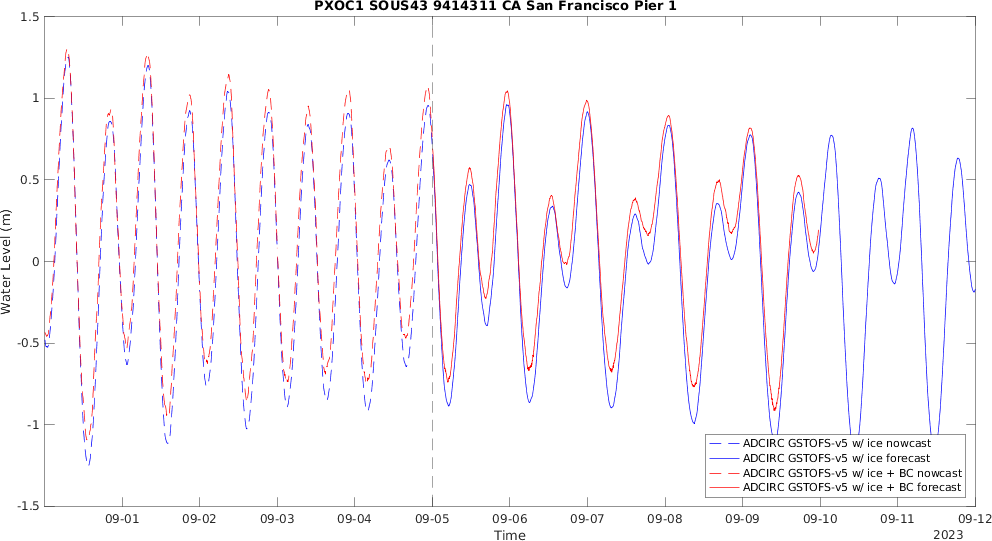 PXOC1 SOUS43 9414311 CA San Francisco Pier 1
1.5
1
0.5
0
-0.5
-1
-1.5
Water Level (m)
ADCIRC GSTOFS-v5 w/ ice nowcast
ADCIRC GSTOFS-v5 w/ ice forecast
ADCIRC GSTOFS-v5 w/ ice + BC nowcast
ADCIRC GSTOFS-v5 w/ ice + BC forecast
09-01 09-02 09-03 09-04 09-05 09-06 09-07 09-08 09-09 09-10 09-11 09-12
Time
2023